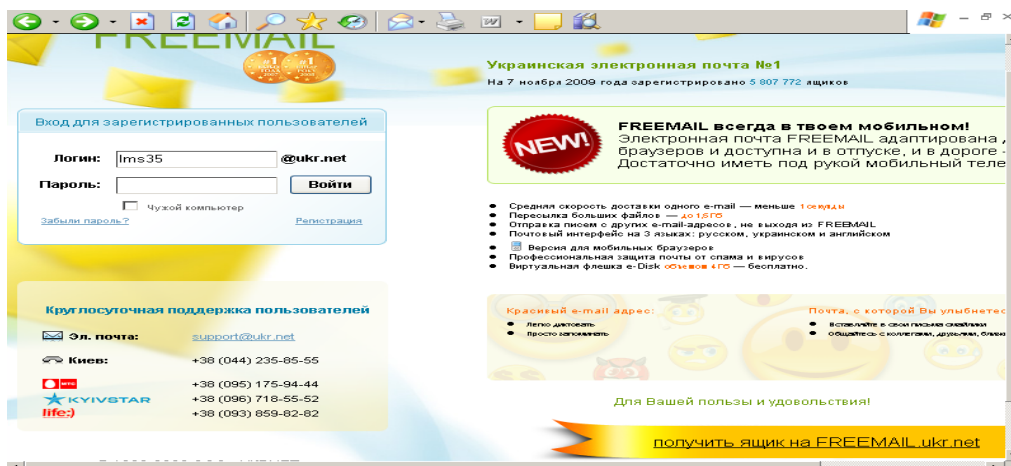 FREEMAIL
Украинская электронная почта №1
На 7 ноября 2009 года зарегистрировано 5 807 772 ящиков
Вход для зарегистрированных пользователей
Логин: lms35 @ukr.net
Пароль: Войти
Чужой компьютер
Забыли пароль? Регистрация
NEW!
FREEMAIL всегда в твоем мобильном!
Электронная почта FREEMAIL адаптирована
браузеров и доступна и в отпуске, и в дороге -
Достаточно иметь под рукой мобильный теле
Средняя скорость доставки одного e-mail — меньше 1 секунды
Пересылка больших файлов — до 1,5 ГБ
Отправка писем с других e-mail-адресов, не выходя из FREEMAIL
Почтовый интерфейс на 3 языках: русском, украинском и английском
Версия для мобильных браузеров
Профессиональная защита почты от спама и вирусов
Виртуальная флешка e-Disk объемом 4 ГБ — бесплатно.
Круглосуточная поддержка пользователей
Эл. почта: support@ukr.net
Киев: +38 (044) 235-85-55
МТС +38 (095) 175-94-44
KYIVSTAR +38 (096) 718-55-52
life:) +38 (093) 859-82-82
Красивый e-mail адрес:
Легко диктовать
Просто запоминать
Почта, с которой Вы улыбнетес
Вставляйте в свои письма смайлики
Общайтесь с коллегами, друзьями, ближ
Для Вашей пользы и удовольствия!
получить ящик на FREEMAIL.ukr.net